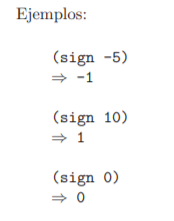 Ejemplos:
(sign -5)
⇒ -1
(sign 10)
⇒ 1
(sign 0)
⇒ 0